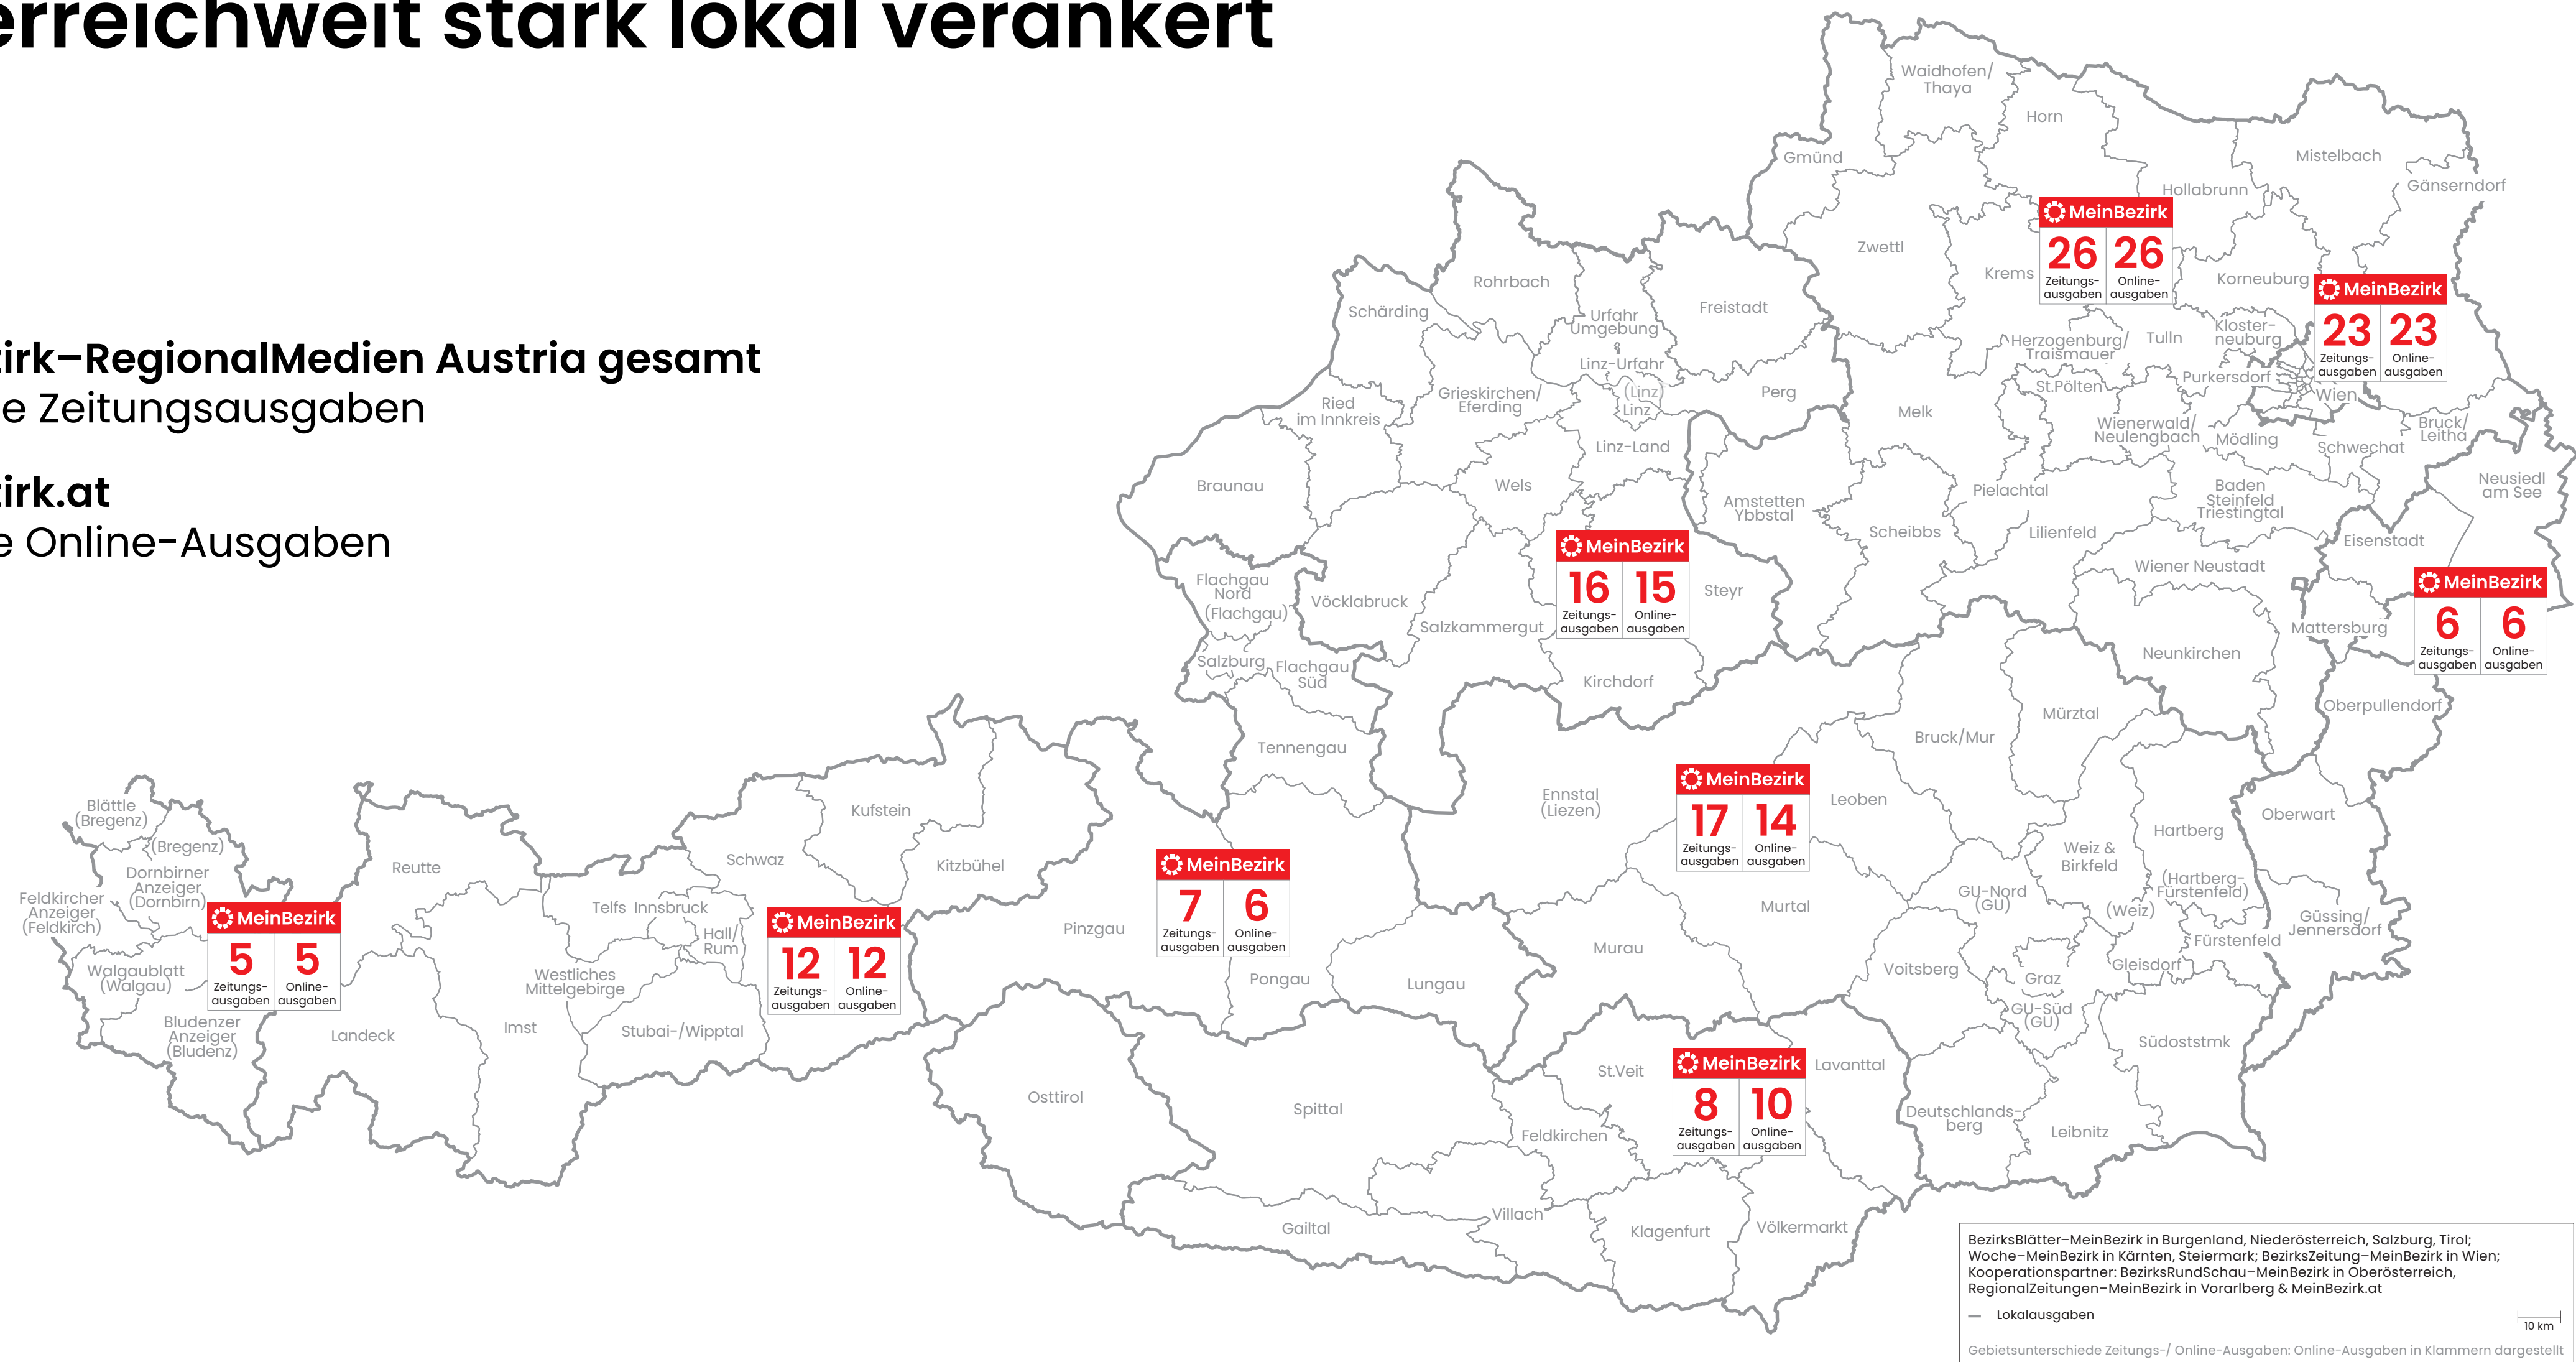 erreichweit stark lokal verankert
irk–RegionalMedien Austria gesamt
e Zeitungsausgaben
irk.at
e Online-Ausgaben
Waidhofen/
Thaya
Horn
Gmünd
Mistelbach
Gänserndorf
Hollabrunn
MeinBezirk
26 26
Zeitungs-
ausgaben
Online-
ausgaben
Zwettl
Krems
Korneuburg
MeinBezirk
23 23
Zeitungs-
ausgaben
Online-
ausgaben
Rohrbach
Schärding
Freistadt
Urfahr
Umgebung
Linz-Urfahr
(Linz)
Linz
Herzogenburg/
Traismauer
Tulln
Kloster-
neuburg
Purkersdorf
Wien
St.Pölten
Grieskirchen/
Eferding
Ried
im Innkreis
Perg
Melk
Linz-Land
Wienerwald/
Neulengbach
Mödling
Schwechat
Bruck/
Leitha
Neusiedl
am See
Braunau
Wels
Amstetten
Ybbstal
Pielachtal
Baden
Steinfeld
Triestingtal
Scheibbs
Lilienfeld
Eisenstadt
Wiener Neustadt
MeinBezirk
16 15
Zeitungs-
ausgaben
Online-
ausgaben
Steyr
MeinBezirk
6 6
Zeitungs-
ausgaben
Online-
ausgaben
Flachgau
Nord
(Flachgau)
Vöcklabruck
Salzkammergut
Mattersburg
Neunkirchen
Salzburg
Flachgau
Süd
Kirchdorf
Oberpullendorf
Mürztal
Bruck/Mur
Tennengau
Ennstal
(Liezen)
MeinBezirk
17 14
Zeitungs-
ausgaben
Online-
ausgaben
Leoben
Hartberg
Oberwart
Weiz &
Birkfeld
(Hartberg-
Fürstenfeld)
GU-Nord
(GU)
(Weiz)
Güssing/
Jennersdorf
Fürstenfeld
Gleisdorf
Blättle
(Bregenz)
(Bregenz)
Dornbirner
Anzeiger
(Dornbirn)
Feldkircher
Anzeiger
(Feldkirch)
Walgaublatt
(Walgau)
Bludenzer
Anzeiger
(Bludenz)
MeinBezirk
5 5
Zeitungs-
ausgaben
Online-
ausgaben
Reutte
Kufstein
Schwaz
Kitzbühel
Telfs
Innsbruck
Hall/
Rum
Westliches
Mittelgebirge
MeinBezirk
12 12
Zeitungs-
ausgaben
Online-
ausgaben
Landeck
Imst
Stubai-/Wipptal
Pinzgau
MeinBezirk
7 6
Zeitungs-
ausgaben
Online-
ausgaben
Pongau
Lungau
Murau
Murtal
Voitsberg
Graz
GU-Süd
(GU)
Südoststmk
Osttirol
Spittal
St.Veit
MeinBezirk
8 10
Zeitungs-
ausgaben
Online-
ausgaben
Lavanttal
Feldkirchen
Deutschlands-
berg
Leibnitz
Gailtal
Villach
Klagenfurt
Völkermarkt
BezirksBlätter–MeinBezirk in Burgenland, Niederösterreich, Salzburg, Tirol;
Woche–MeinBezirk in Kärnten, Steiermark; BezirksZeitung–MeinBezirk in Wien;
Kooperationspartner: BezirksRundSchau–MeinBezirk in Oberösterreich,
RegionalZeitungen–MeinBezirk in Vorarlberg & MeinBezirk.at
Lokalausgaben
10 km
Gebietsunterschiede Zeitungs-/ Online-Ausgaben: Online-Ausgaben in Klammern dargestellt